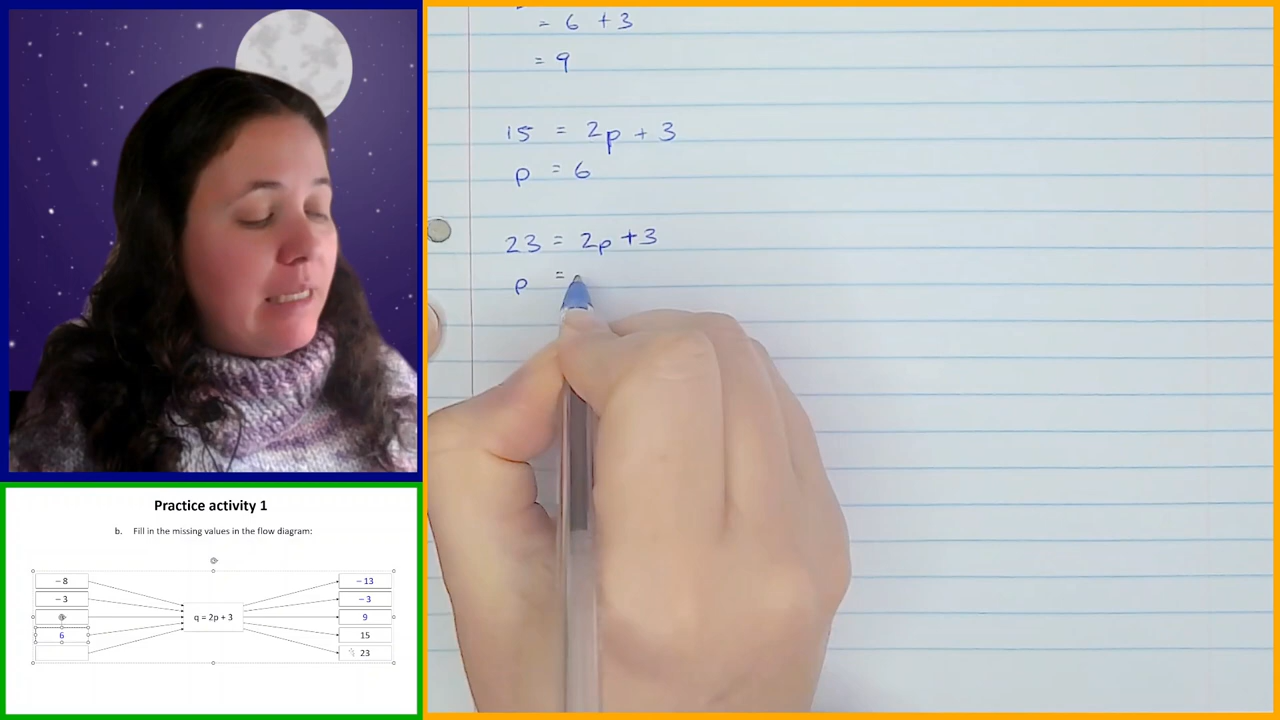 = 6 + 3
= 9
15 = 2p + 3
p = 6
23 = 2p + 3
p =
Practice activity 1
b. Fill in the missing values in the flow diagram:
– 8
– 3
6
q = 2p + 3
– 13
– 3
9
15
23